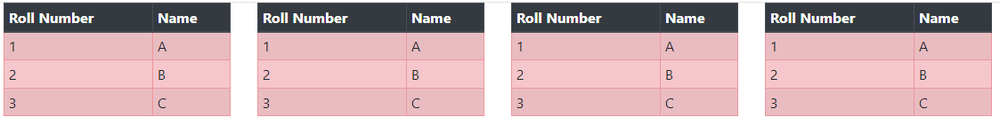 Roll Number Name Roll Number Name Roll Number Name Roll Number Name
1 A 1 A 1 A 1 A
2 B 2 B 2 B 2 B
3 C 3 C 3 C 3 C